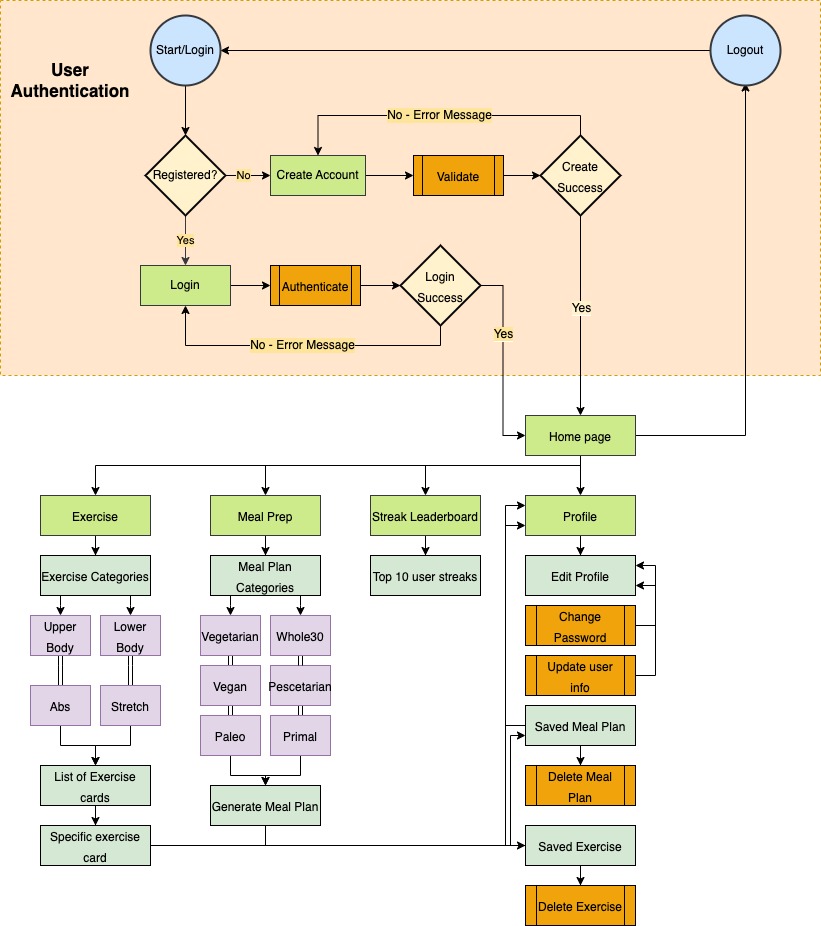 Start/Login
Logout
User
Authentication
No - Error Message
Registered?
No
Create Account
Validate
Create
Success
Yes
Login
Authenticate
Login
Success
Yes
Yes
No - Error Message
Home page
Exercise
Meal Prep
Streak Leaderboard
Profile
Exercise Categories
Meal Plan
Categories
Top 10 user streaks
Edit Profile
Upper
Body
Lower
Body
Vegetarian
Whole30
Change
Password
Vegan
Pescetarian
Update user
info
Abs
Stretch
Paleo
Primal
Saved Meal Plan
List of Exercise
cards
Generate Meal Plan
Delete Meal
Plan
Specific exercise
card
Saved Exercise
Delete Exercise